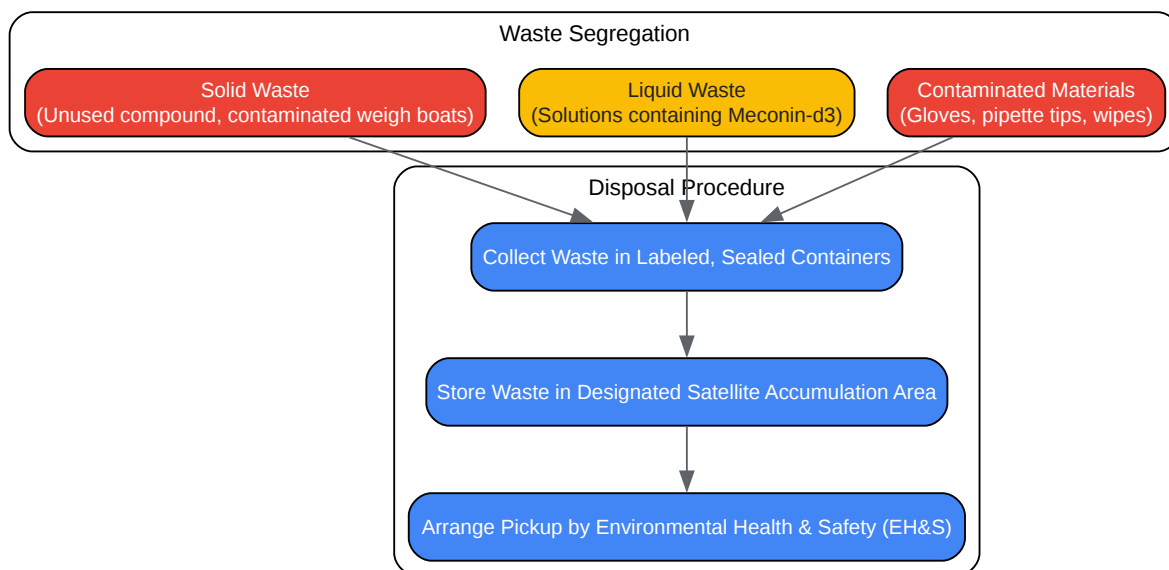 Waste Segregation
Solid Waste
(Unused compound, contaminated weigh boats)
Liquid Waste
(Solutions containing Meconin-d3)
Contaminated Materials
(Gloves, pipette tips, wipes)
Disposal Procedure
Collect Waste in Labeled, Sealed Containers
Store Waste in Designated Satellite Accumulation Area
Arrange Pickup by Environmental Health & Safety (EH&S)